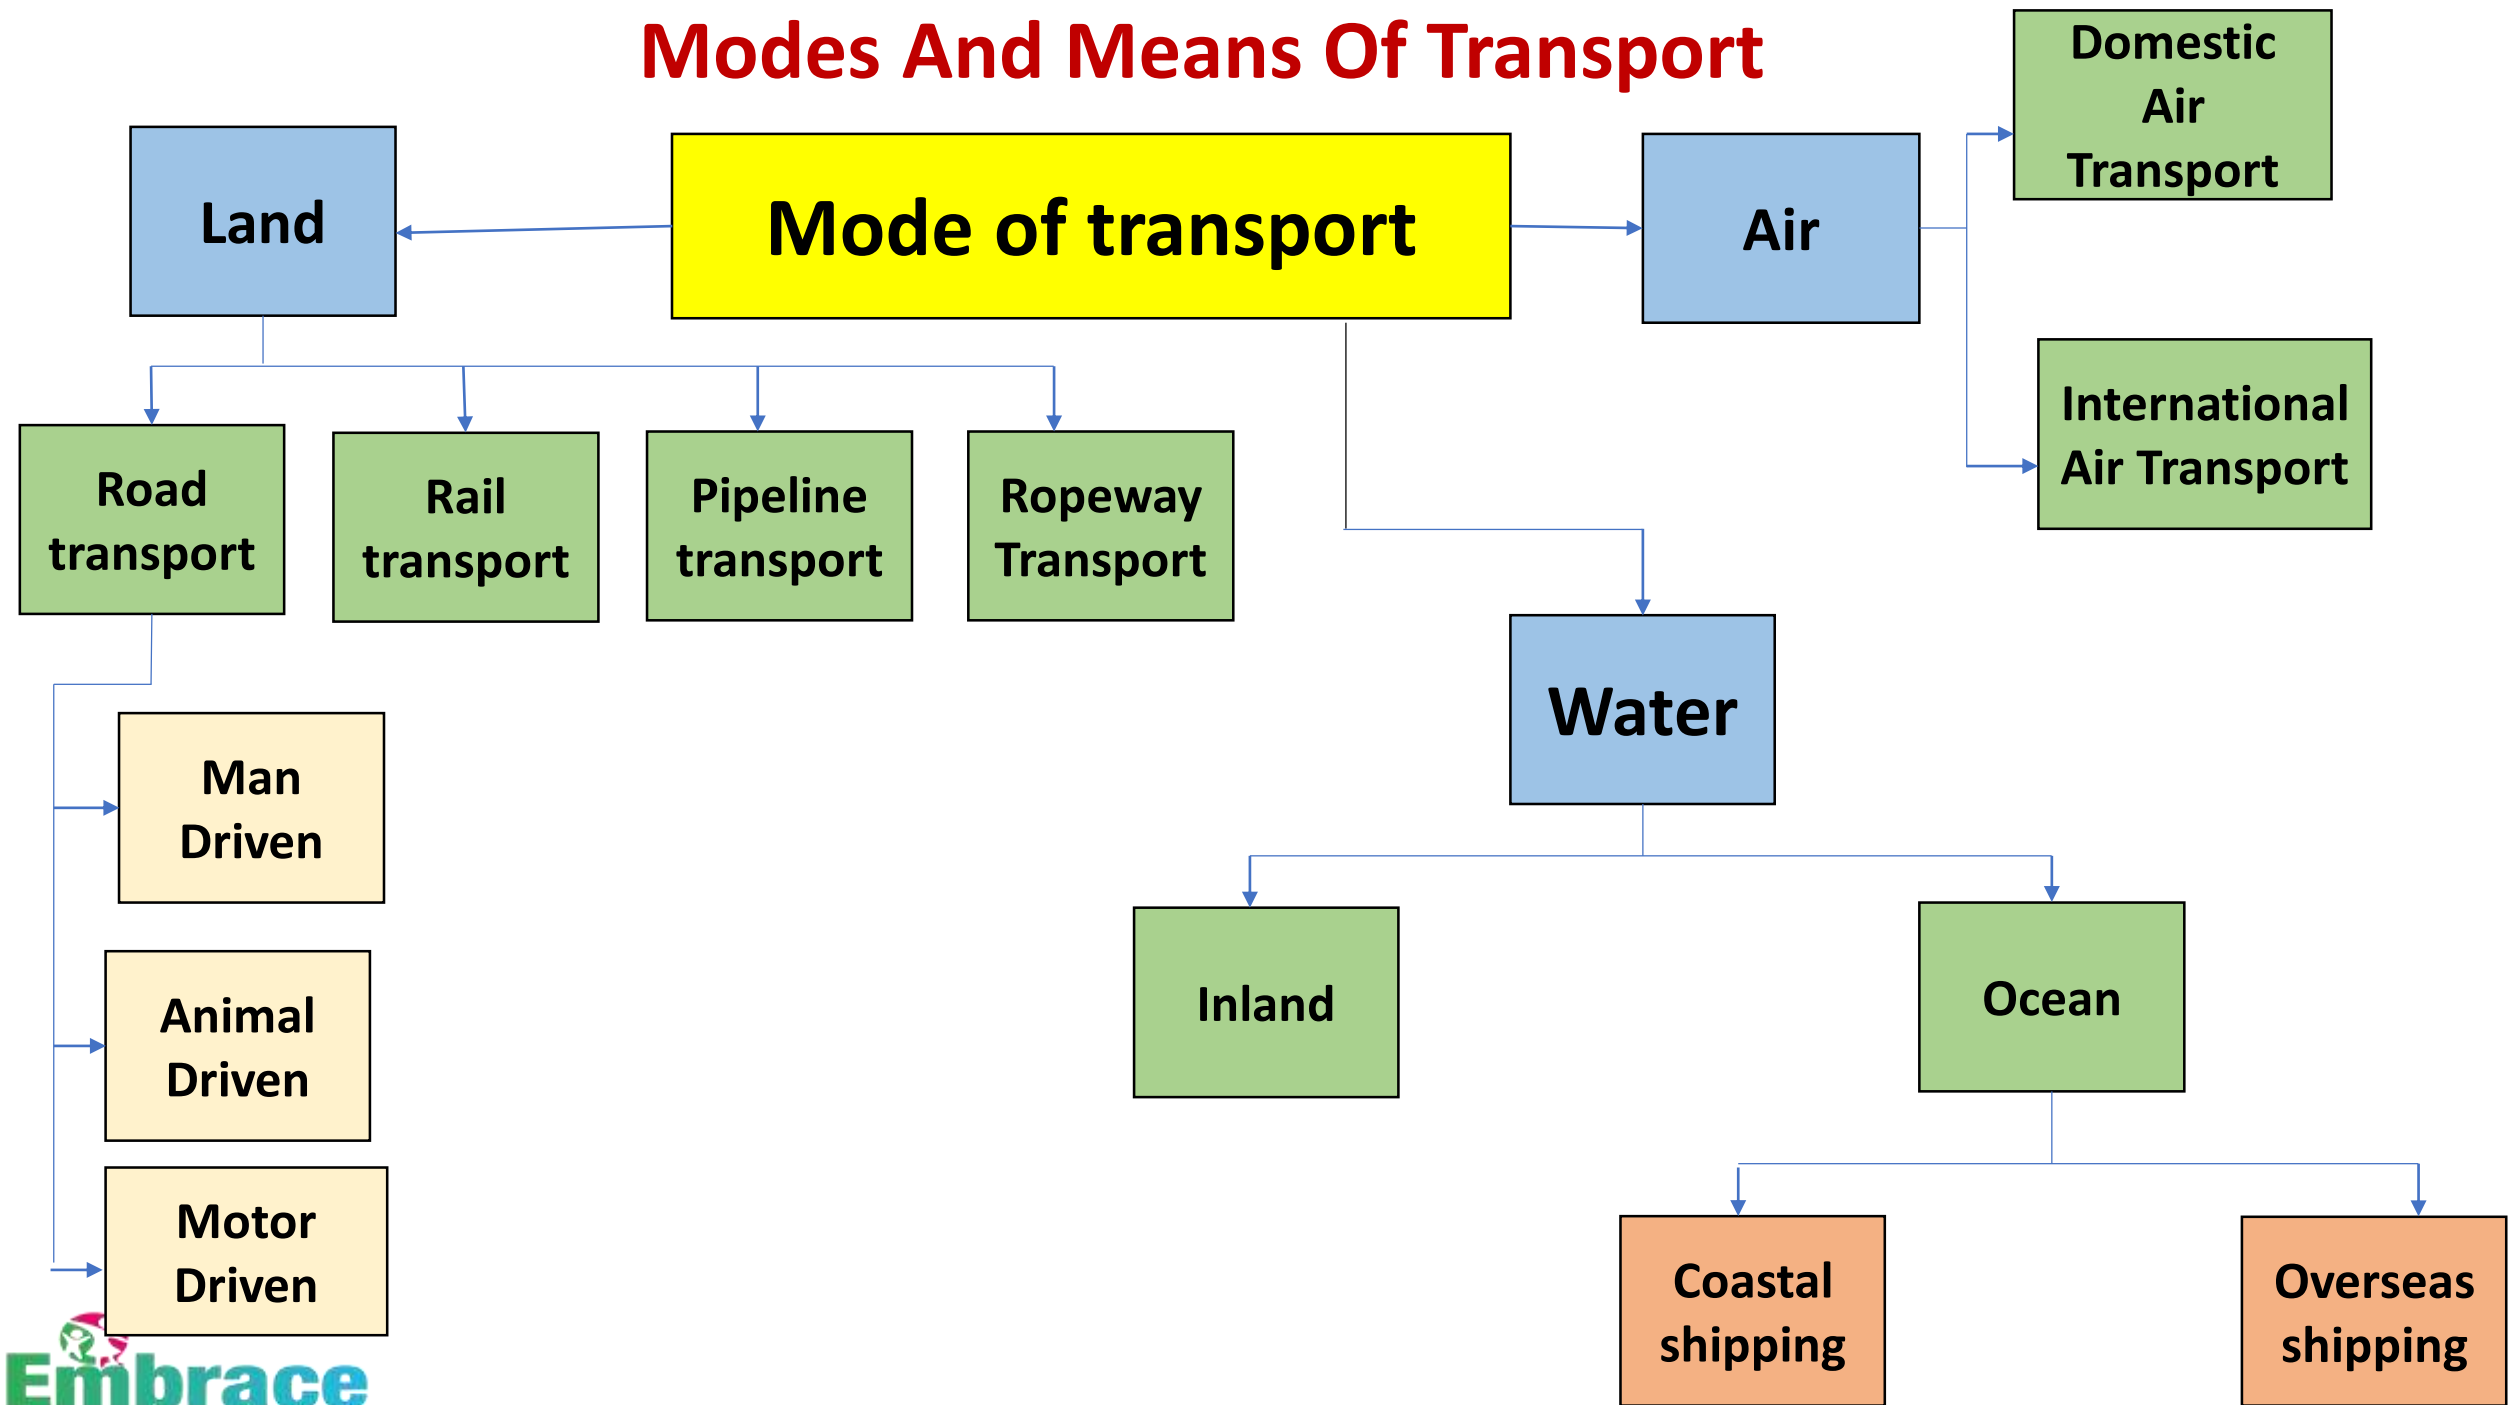 Modes And Means Of Transport
Domestic
Air
Transport
Land
Mode of transport
Air
International
Air Transport
Road
transport
Rail
transport
Pipeline
transport
Ropeway
Transport
Water
Man
Driven
Animal
Driven
Inland
Ocean
Motor
Driven
Coastal
shipping
Overseas
shipping
Embrace